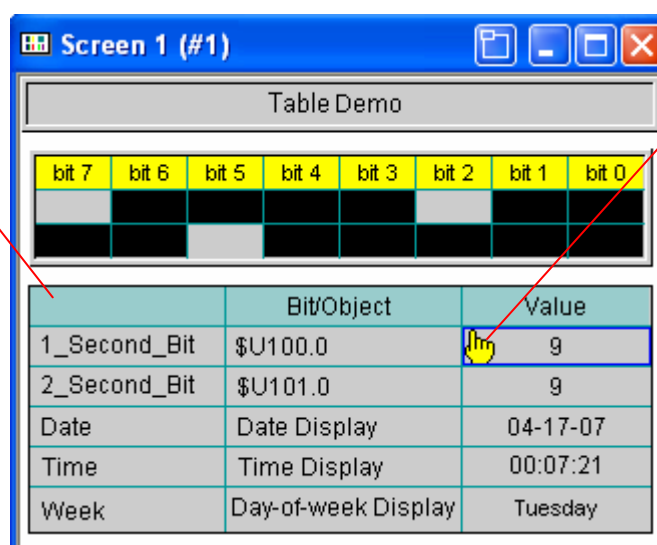 Screen 1 (#1)
Table Demo
bit 7 bit 6 bit 5 bit 4 bit 3 bit 2 bit 1 bit 0
Bit/Object Value
1_Second_Bit $U100.0 9
2_Second_Bit $U101.0 9
Date Date Display 04-17-07
Time Time Display 00:07:21
Week Day-of-week Display Tuesday